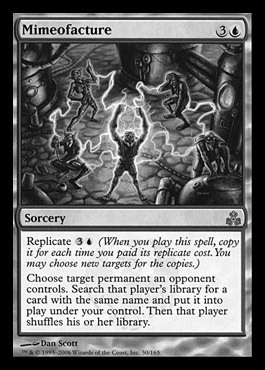 Mimeofacture 3
Sorcery
Replicate 3 (When you play this spell, copy
it for each time you paid its replicate cost. You
may choose new targets for the copies.)
Choose target permanent an opponent
controls. Search that player's library for a
card with the same name and put it into
play under your control. Then that player
shuffles his or her library.
Dan Scott
™ & © 1993–2006 Wizards of the Coast, Inc. 30/165